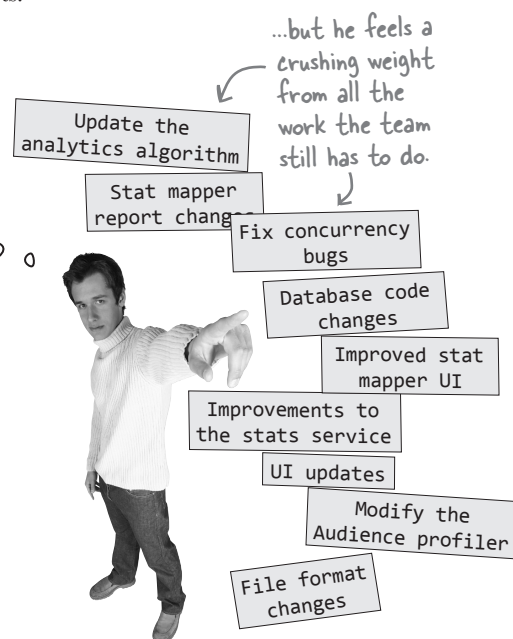 ...but he feels a
crushing weight
from all the
work the team
still has to do.
Update the
analytics algorithm
Stat mapper
report changes
Fix concurrency
bugs
Database code
changes
Improved stat
mapper UI
Improvements to
the stats service
UI updates
Modify the
Audience profiler
File format
changes